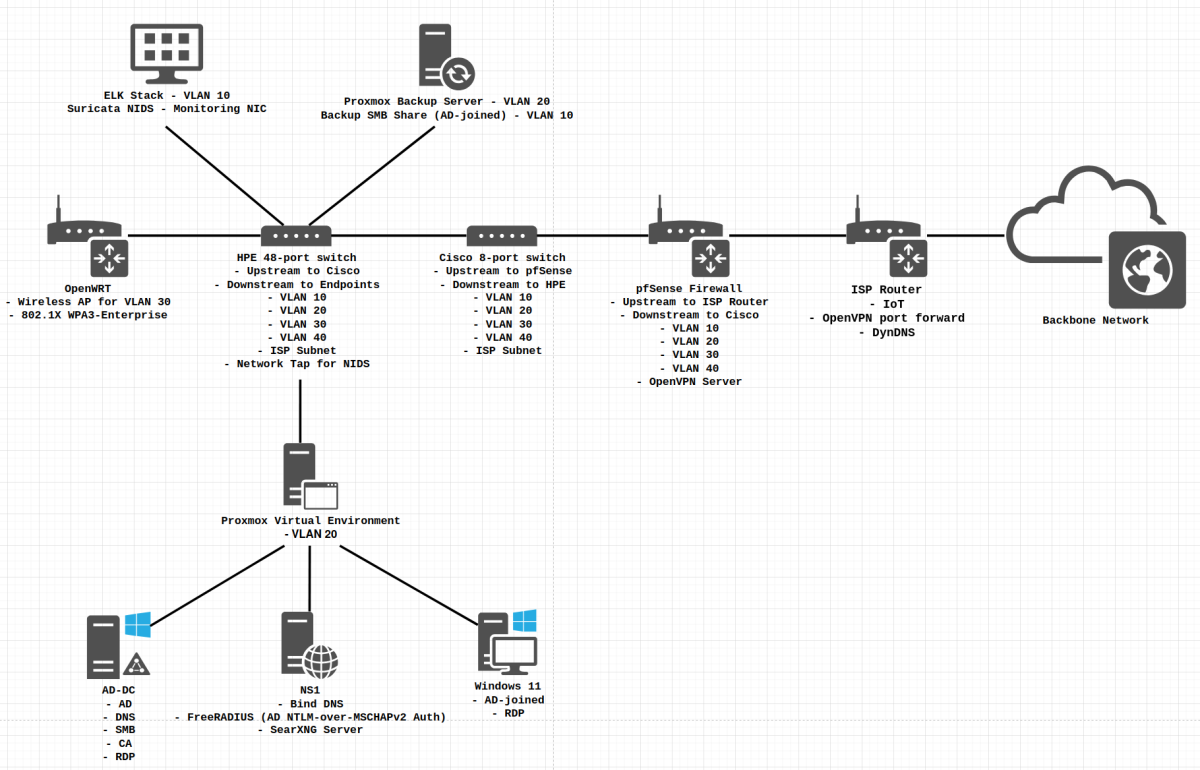 ELK Stack - VLAN 10
Suricata NIDS - Monitoring NIC
Proxmox Backup Server - VLAN 20
Backup SMB Share (AD-joined) - VLAN 10
OpenWRT
- Wireless AP for VLAN 30
- 802.1X WPA3-Enterprise
HPE 48-port switch
- Upstream to Cisco
- Downstream to Endpoints
- VLAN 10
- VLAN 20
- VLAN 30
- VLAN 40
- ISP Subnet
- Network Tap for NIDS
Cisco 8-port switch
- Upstream to pfSense
- Downstream to HPE
- VLAN 10
- VLAN 20
- VLAN 30
- VLAN 40
- ISP Subnet
pfSense Firewall
- Upstream to ISP Router
- Downstream to Cisco
- VLAN 10
- VLAN 20
- VLAN 30
- VLAN 40
- OpenVPN Server
ISP Router
- IoT
- OpenVPN port forward
- DynDNS
Backbone Network
Proxmox Virtual Environment
- VLAN 20
AD-DC
- AD
- DNS
- SMB
- CA
- RDP
NS1
- Bind DNS
- FreeRADIUS (AD NTLM-over-MSCHAPv2 Auth)
- SearXNG Server
Windows 11
- AD-joined
- RDP